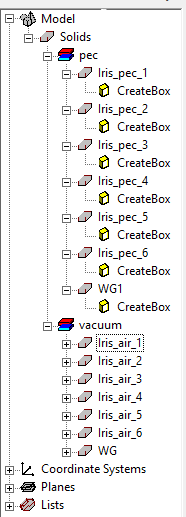 Model
Solids
pec
Iris_pec_1
CreateBox
Iris_pec_2
CreateBox
Iris_pec_3
CreateBox
Iris_pec_4
CreateBox
Iris_pec_5
CreateBox
Iris_pec_6
CreateBox
WG1
CreateBox
vacuum
Iris_air_1
Iris_air_2
Iris_air_3
Iris_air_4
Iris_air_5
Iris_air_6
WG
Coordinate Systems
Planes
Lists